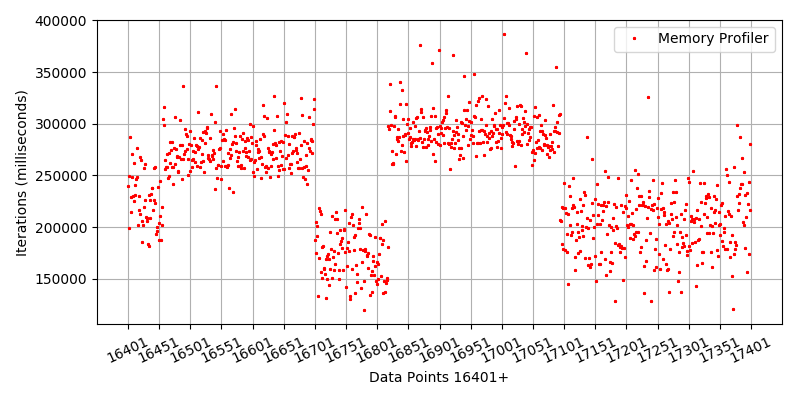 400000
350000
300000
250000
200000
150000
Iterations (milliseconds)
Memory Profiler
16401 16451 16501 16551 16601 16651 16701 16751 16801 16851 16901 16951 17001 17051 17101 17151 17201 17251 17301 17351 17401
Data Points 16401+